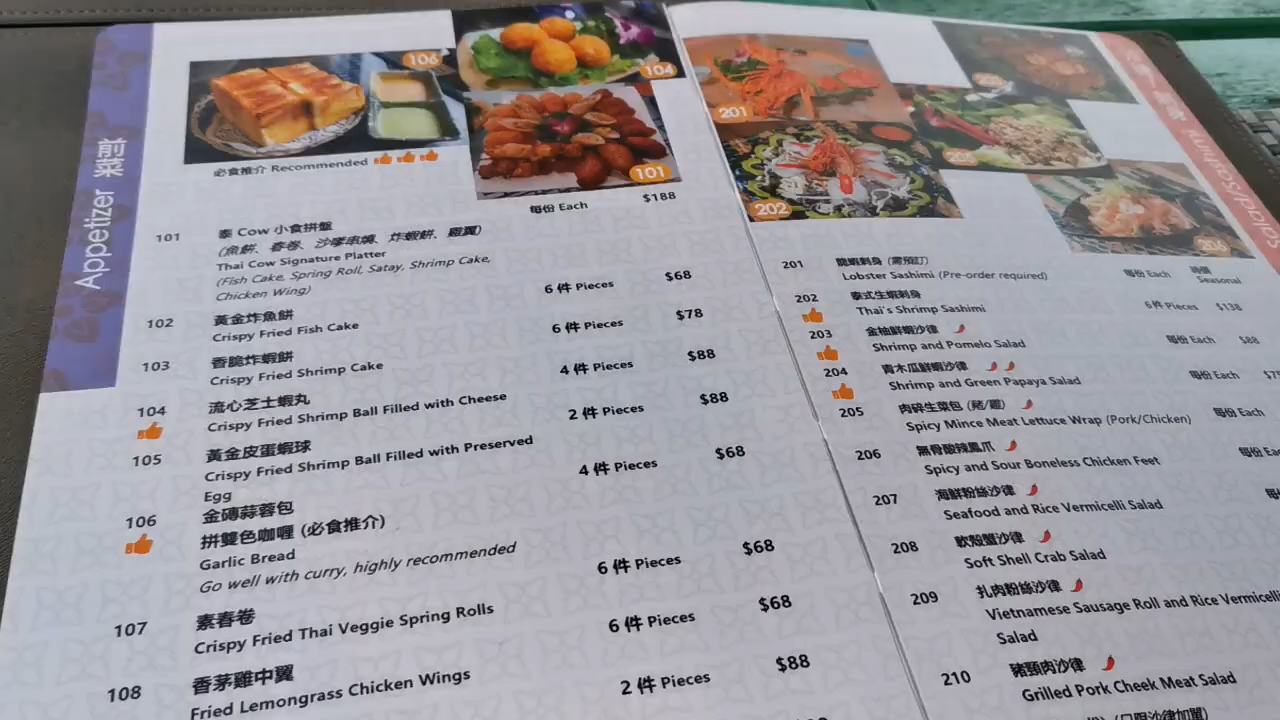 Appetizer 前菜
106
104
101
必食推介 Recommended
每份 Each $188
101 泰 Cow 小食拼盤
(魚餅、春卷、沙嗲串燒、炸蝦餅、雞翼)
Thai Cow Signature Platter
(Fish Cake, Spring Roll, Satay, Shrimp Cake,
Chicken Wing)
6 件 Pieces $68
102 黃金炸魚餅
Crispy Fried Fish Cake
6 件 Pieces $78
103 香脆炸蝦餅
Crispy Fried Shrimp Cake
4 件 Pieces $88
104 流心芝士蝦丸
Crispy Fried Shrimp Ball Filled with Cheese
2 件 Pieces $88
105 黃金皮蛋蝦球
Crispy Fried Shrimp Ball Filled with Preserved
Egg
4 件 Pieces $68
106 金磚蒜蓉包
拼雙色咖喱 (必食推介)
Garlic Bread
Go well with curry, highly recommended
6 件 Pieces $68
107 素春卷
Crispy Fried Thai Veggie Spring Rolls
6 件 Pieces $68
108 香茅雞中翼
Fried Lemongrass Chicken Wings
2 件 Pieces $88
201
202
201 龍蝦刺身 (需預訂)
Lobster Sashimi (Pre-order required)
每份 Each 時價
Seasonal
202 泰式生蝦刺身
Thai's Shrimp Sashimi
6 件 Pieces $138
203 金柚鮮蝦沙律
Shrimp and Pomelo Salad
每份 Each $88
204 青木瓜鮮蝦沙律
Shrimp and Green Papaya Salad
每份 Each
205 肉碎生菜包 (豬/雞)
Spicy Mince Meat Lettuce Wrap (Pork/Chicken)
每份 Each
206 無骨酸辣鳳爪
Spicy and Sour Boneless Chicken Feet
每份
207 海鮮粉絲沙律
Seafood and Rice Vermicelli Salad
208 軟殼蟹沙律
Soft Shell Crab Salad
209 扎肉粉絲沙律
Vietnamese Sausage Roll and Rice Vermicelli
Salad
210 豬頸肉沙律
Grilled Pork Cheek Meat Salad
(只限沙律加單)